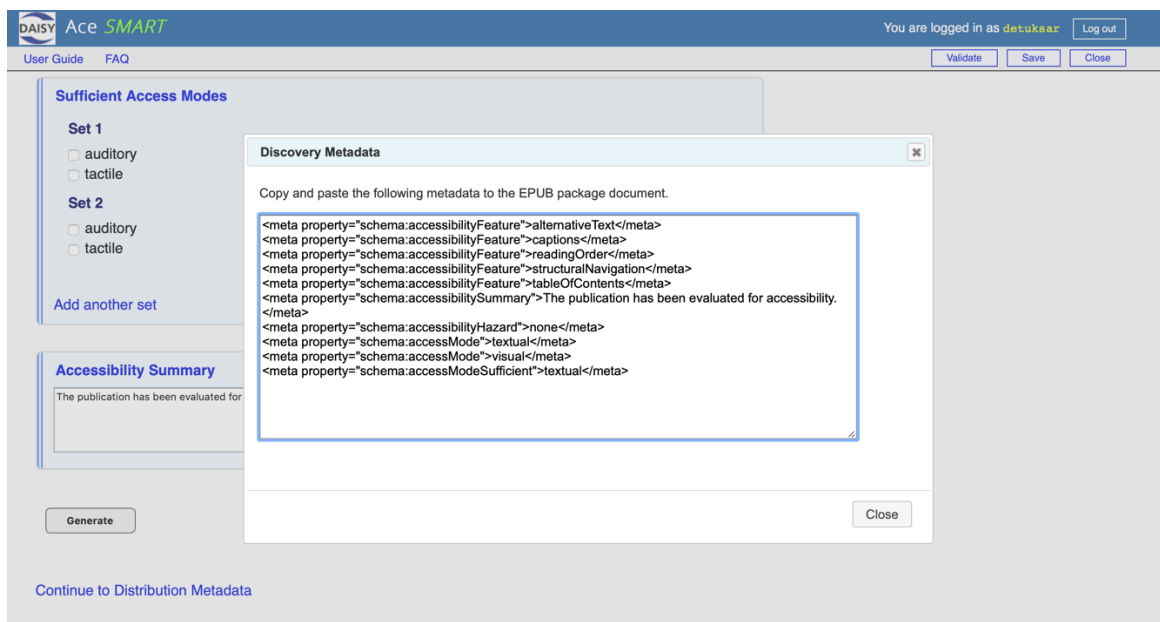 DAISY Ace SMART
You are logged in as detuksar
Log out
User Guide FAQ
Validate Save Close
Sufficient Access Modes
Set 1
auditory
tactile
Set 2
auditory
tactile
Add another set
Accessibility Summary
The publication has been evaluated for
Generate
Continue to Distribution Metadata
Discovery Metadata
Copy and paste the following metadata to the EPUB package document.
<meta property="schema:accessibilityFeature">alternativeText</meta>
<meta property="schema:accessibilityFeature">captions</meta>
<meta property="schema:accessibilityFeature">readingOrder</meta>
<meta property="schema:accessibilityFeature">structuralNavigation</meta>
<meta property="schema:accessibilityFeature">tableOfContents</meta>
<meta property="schema:accessibilitySummary">The publication has been evaluated for accessibility.
</meta>
<meta property="schema:accessibilityHazard">none</meta>
<meta property="schema:accessMode">textual</meta>
<meta property="schema:accessMode">visual</meta>
<meta property="schema:accessModeSufficient">textual</meta>
Close